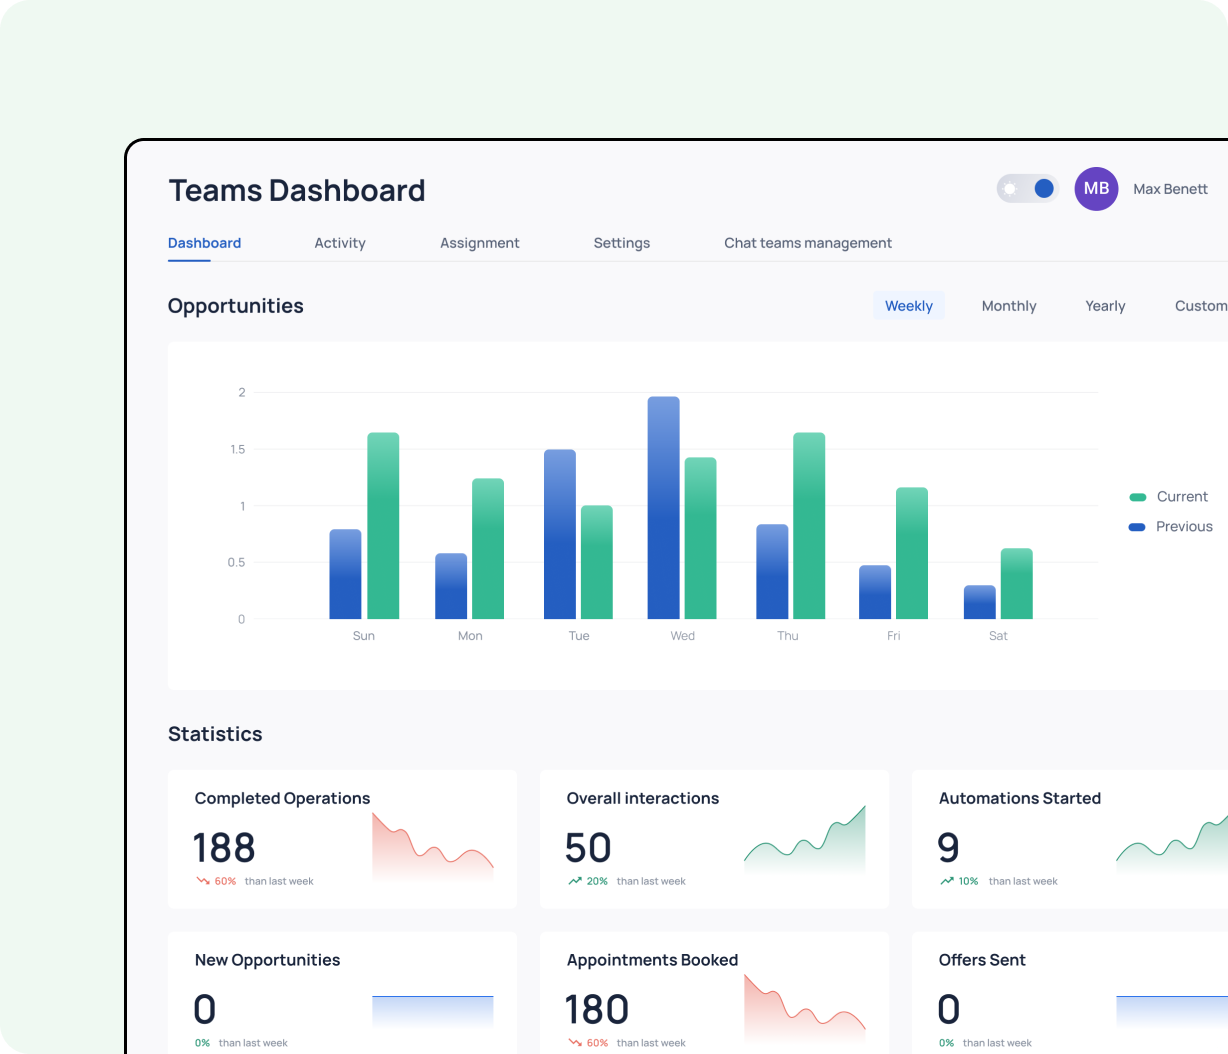 Teams Dashboard
MB Max Benett
Dashboard Activity Assignment Settings Chat teams management
Opportunities
Weekly Monthly Yearly Custom
2
1.5
1
0.5
0
Current
Previous
Sun Mon Tue Wed Thu Fri Sat
Statistics
Completed Operations
188
60% than last week
Overall interactions
50
20% than last week
Automations Started
9
10% than last week
New Opportunities
0
0% than last week
Appointments Booked
180
60% than last week
Offers Sent
0
0% than last week